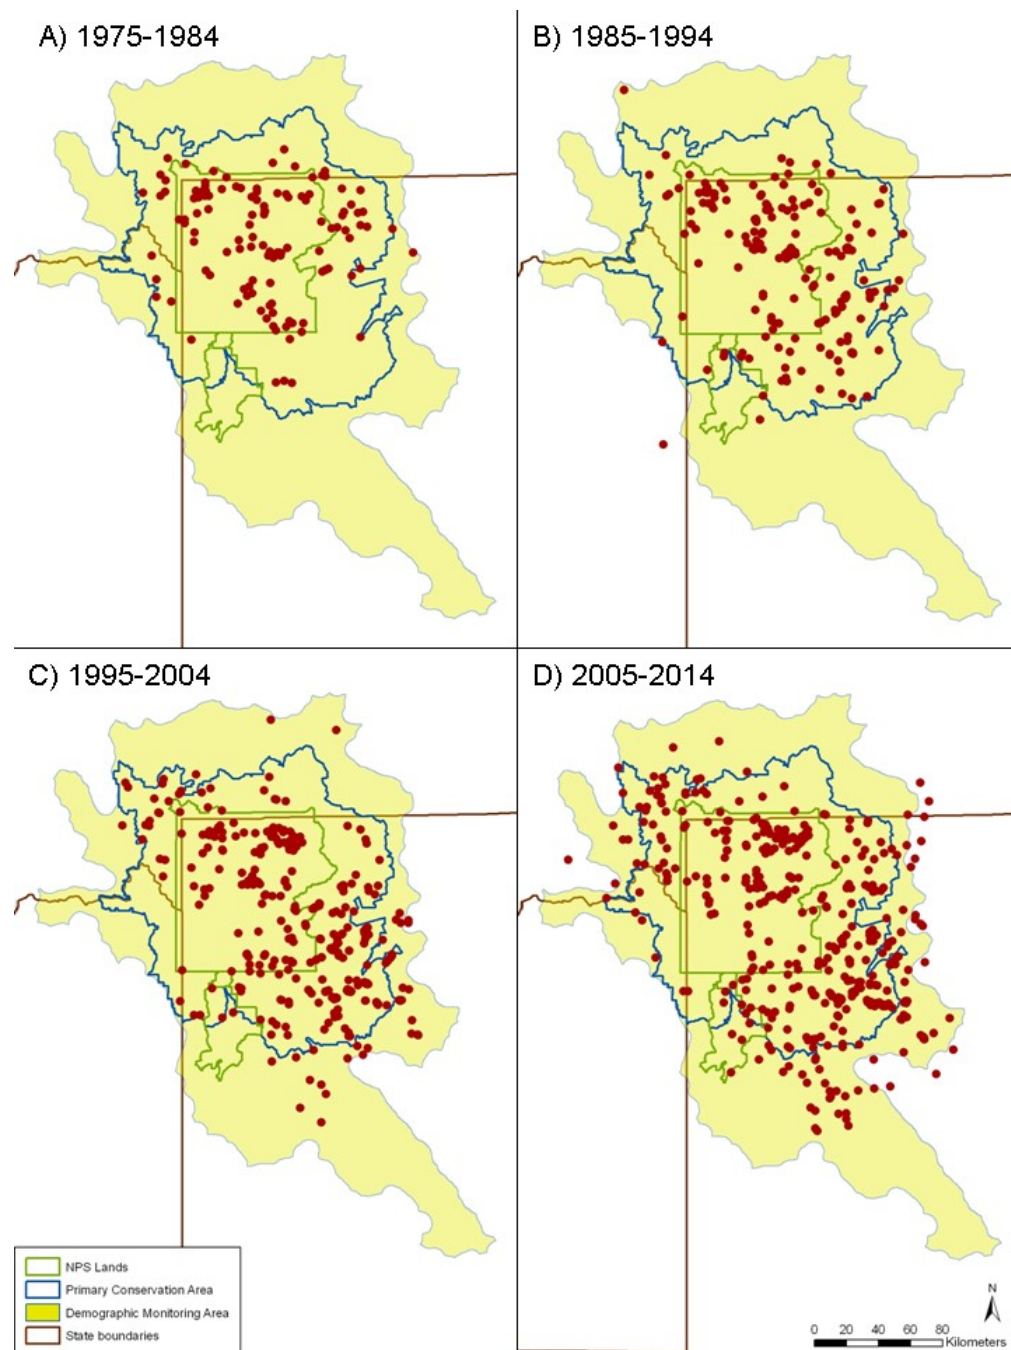 A) 1975-1984
B) 1985-1994
C) 1995-2004
D) 2005-2014
NPS Lands
Primary Conservation Area
Demographic Monitoring Area
State boundaries
N
0 20 40 60 80
Kilometers